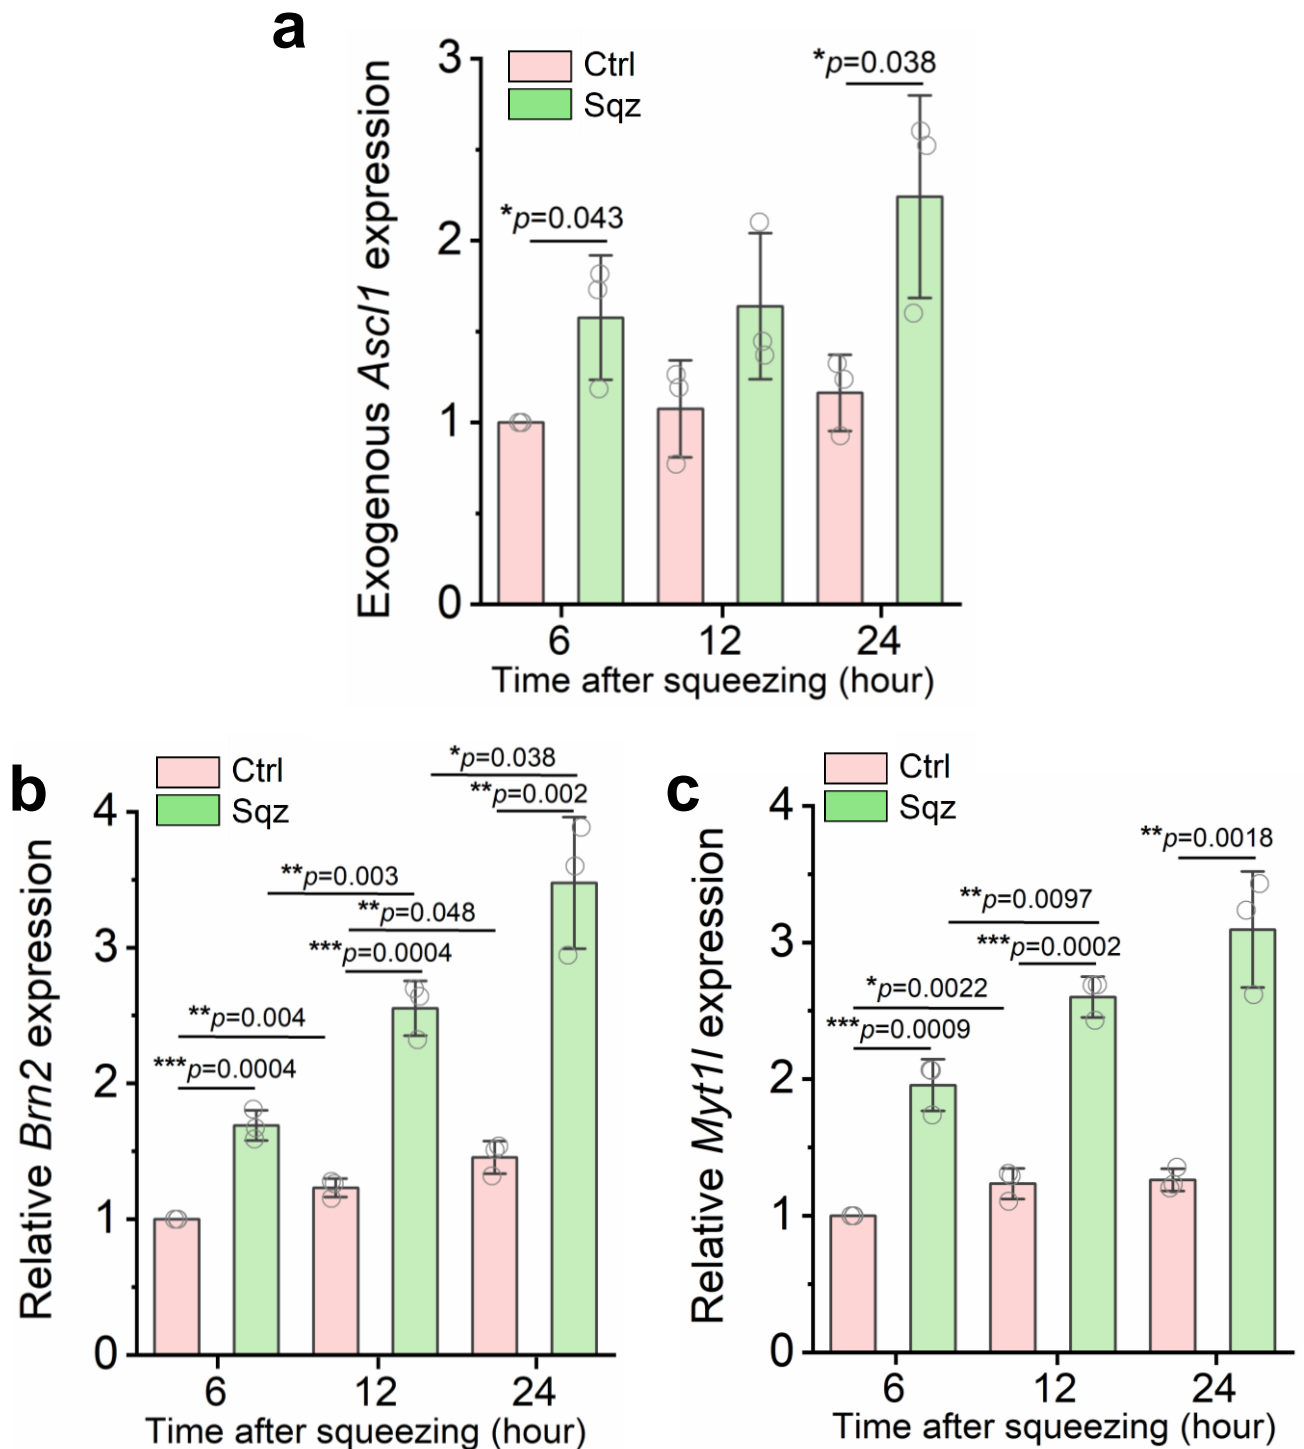 a
Ctrl
Sqz
Exogenous Ascl1 expression
3
2
1
0
*p=0.043
*p=0.038
6 12 24
Time after squeezing (hour)
b
Ctrl
Sqz
Relative Brn2 expression
4
3
2
1
0
*p=0.038
**p=0.002
**p=0.003
**p=0.048
***p=0.0004
**p=0.004
***p=0.0004
6 12 24
Time after squeezing (hour)
c
Ctrl
Sqz
Relative Myt1l expression
4
3
2
1
0
**p=0.0018
**p=0.0097
***p=0.0002
*p=0.0022
***p=0.0009
6 12 24
Time after squeezing (hour)